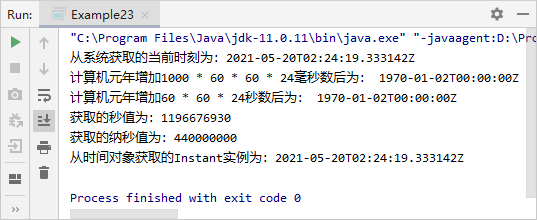 Run: Example23 ×
"C:\Program Files\Java\jdk-11.0.11\bin\java.exe" "-javaagent:D:\Pro
从系统获取的当前时刻为: 2021-05-20T02:24:19.333142Z
计算机元年增加1000 * 60 * 60 * 24毫秒数后为: 1970-01-02T00:00:00Z
计算机元年增加60 * 60 * 24秒数后为: 1970-01-02T00:00:00Z
获取的秒值为: 1196676930
获取的纳秒值为: 440000000
从时间对象获取的Instant实例为: 2021-05-20T02:24:19.333142Z
Process finished with exit code 0